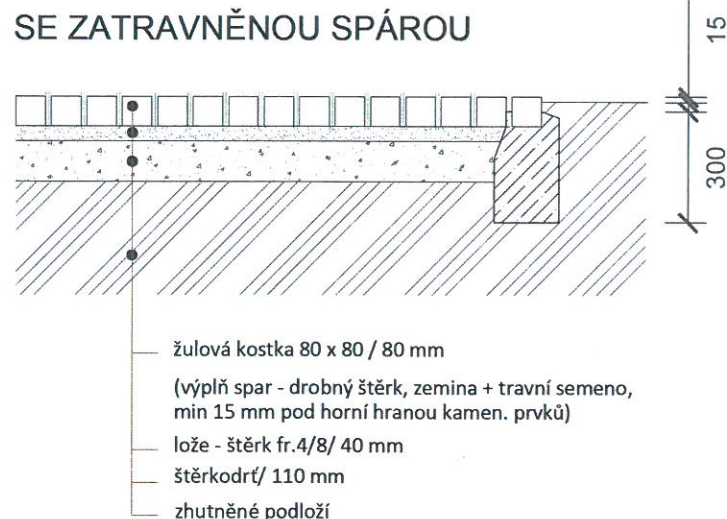 SE ZATRAVNĚNOU SPÁROU
15
300
žulová kostka 80 x 80 / 80 mm
(výplň spar - drobný štěrk, zemina + travní semeno,
min 15 mm pod horní hranou kamen. prvků)
lože - štěrk fr.4/8/ 40 mm
štěrkodrť/ 110 mm
zhutněné podloží